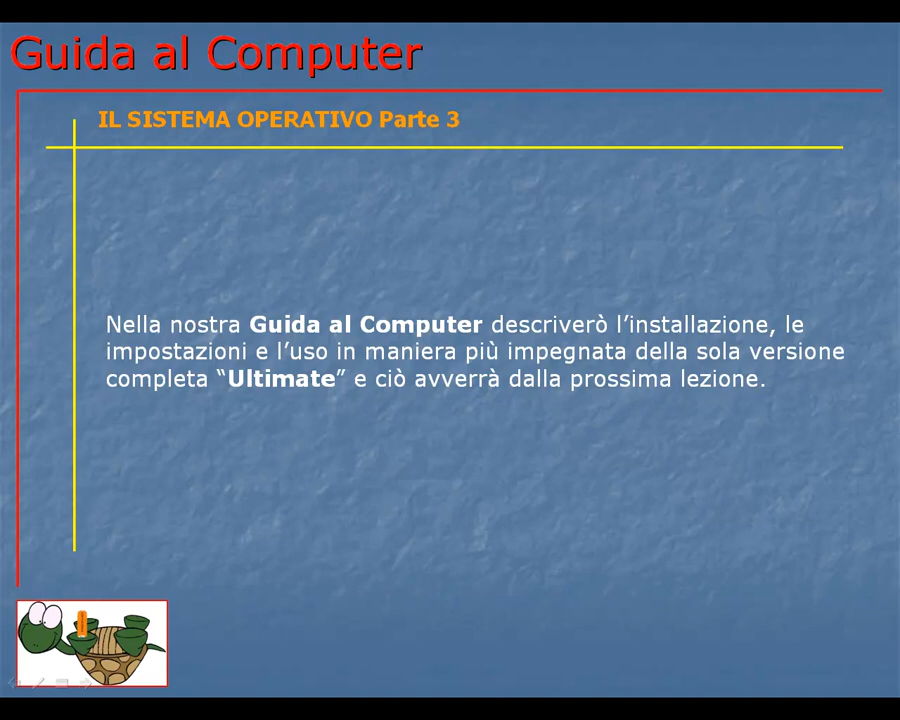 Guida al Computer
IL SISTEMA OPERATIVO Parte 3
Nella nostra Guida al Computer descriverò l’installazione, le
impostazioni e l’uso in maniera più impegnata della sola versione
completa “Ultimate” e ciò avverrà dalla prossima lezione.